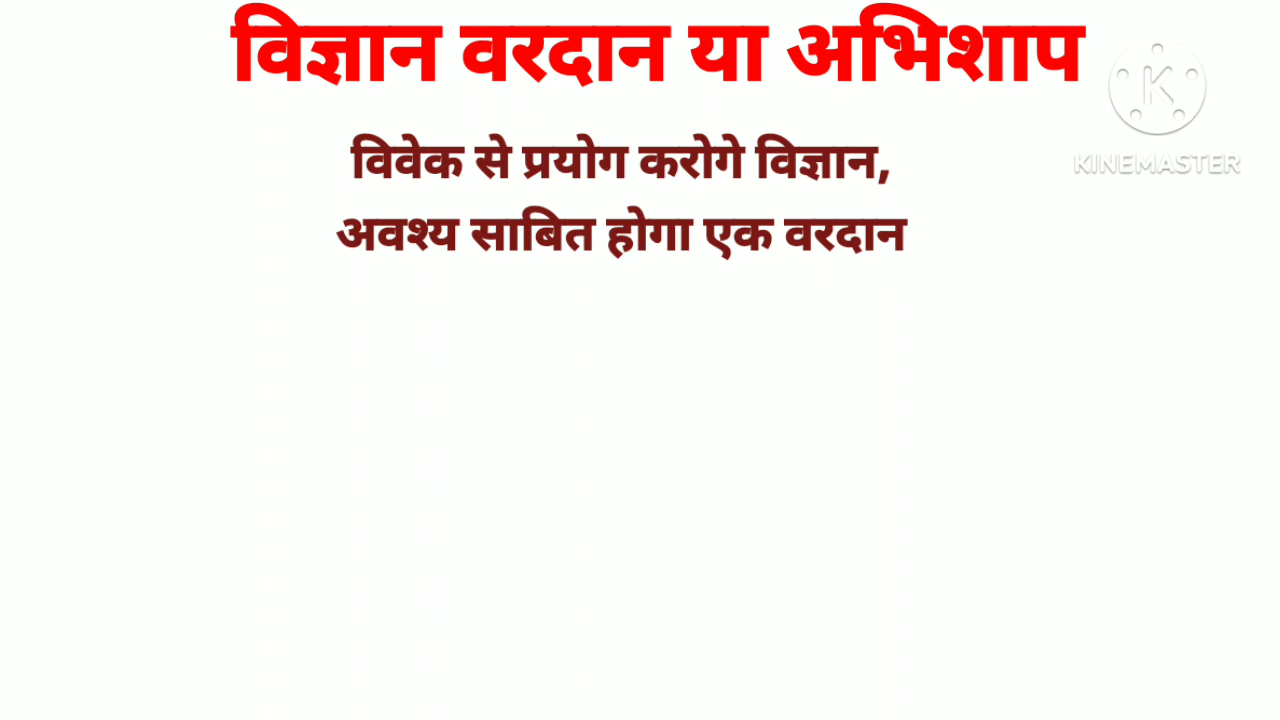 विज्ञान वरदान या अभिशाप
विवेक से प्रयोग करोगे विज्ञान,
अवश्य साबित होगा एक वरदान
K
KINEMASTER